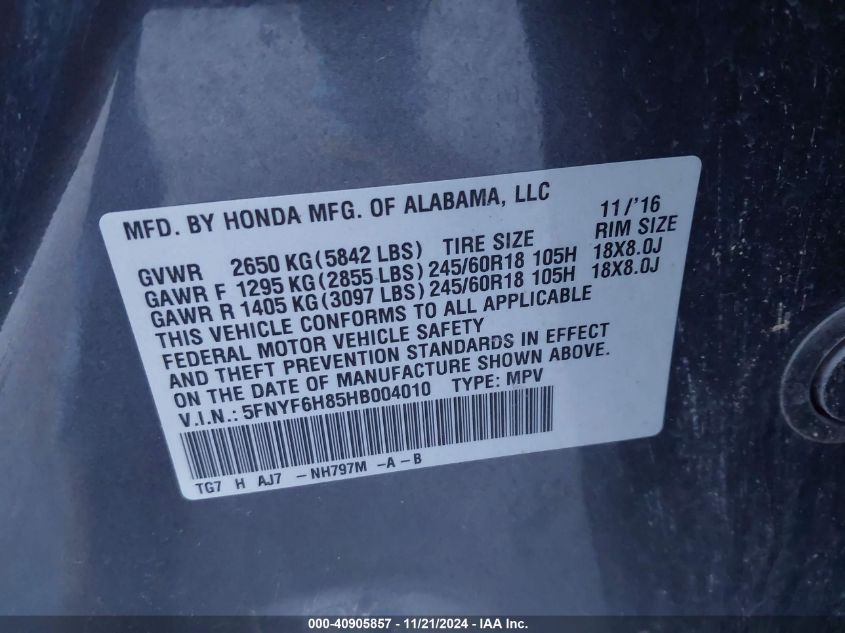 MFD. BY HONDA MFG. OF ALABAMA, LLC 11/'16
GVWR 2650 KG(5842 LBS) TIRE SIZE RIM SIZE
GAWR F 1295 KG(2855 LBS) 245/60R18 105H 18X8.0J
GAWR R 1405 KG(3097 LBS) 245/60R18 105H 18X8.0J
THIS VEHICLE CONFORMS TO ALL APPLICABLE
FEDERAL MOTOR VEHICLE SAFETY
AND THEFT PREVENTION STANDARDS IN EFFECT
ON THE DATE OF MANUFACTURE SHOWN ABOVE.
V.I.N.: 5FNYF6H85HB004010 TYPE: MPV
TG7 H AJ7 -NH797M -A-B
000-40905857 - 11/21/2024 - IAA Inc.